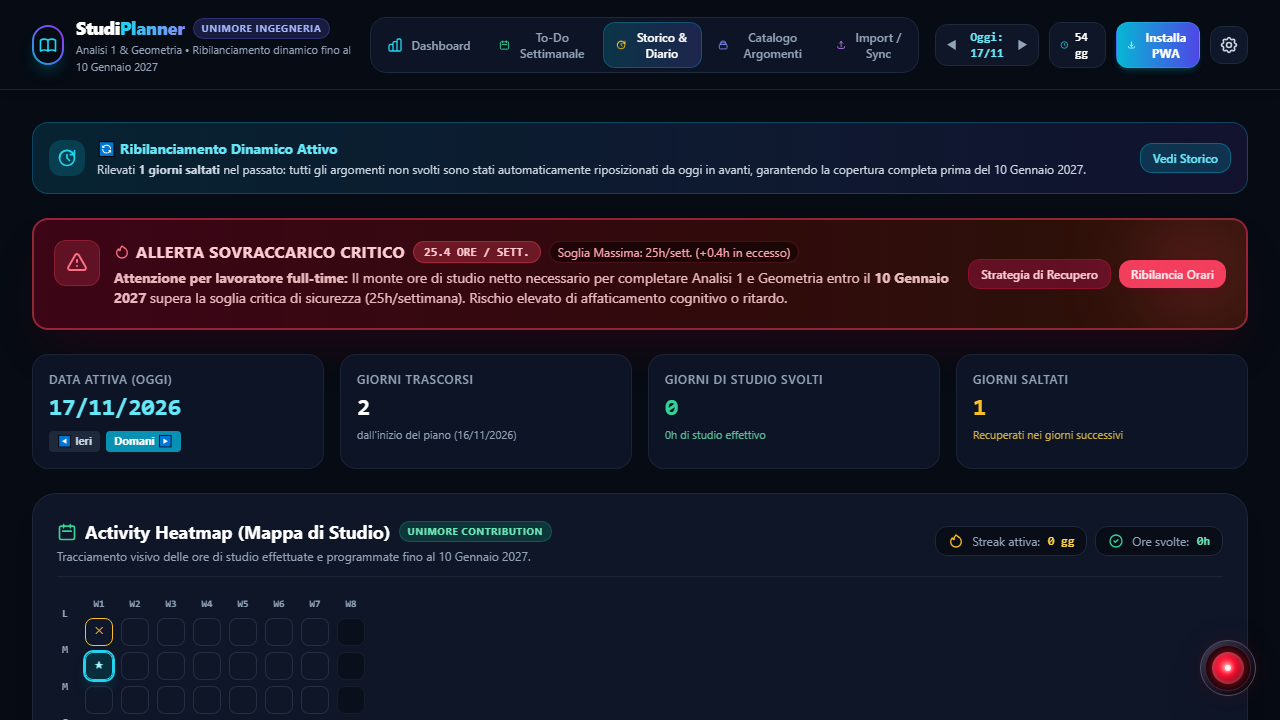 StudiPlanner UNIMORE INGEGNERIA
Analisi 1 & Geometria • Ribilanciamento dinamico fino al
10 Gennaio 2027
Dashboard
To-Do
Settimanale
Storico &
Diario
Catalogo
Argomenti
Import /
Sync
◀ Oggi: ▶
17/11
54
gg
Installa
PWA
Ribilanciamento Dinamico Attivo
Rilevati 1 giorni saltati nel passato: tutti gli argomenti non svolti sono stati automaticamente riposizionati da oggi in avanti, garantendo la copertura completa prima del 10 Gennaio 2027.
Vedi Storico
ALLERTA SOVRACCARICO CRITICO 25.4 ORE / SETT. Soglia Massima: 25h/sett. (+0.4h in eccesso)
Attenzione per lavoratore full-time: Il monte ore di studio netto necessario per completare Analisi 1 e Geometria entro il 10 Gennaio
2027 supera la soglia critica di sicurezza (25h/settimana). Rischio elevato di affaticamento cognitivo o ritardo.
Strategia di Recupero
Ribilancia Orari
DATA ATTIVA (OGGI)
17/11/2026
◀ Ieri Domani ▶
GIORNI TRASCORSI
2
dall'inizio del piano (16/11/2026)
GIORNI DI STUDIO SVOLTI
0
0h di studio effettivo
GIORNI SALTATI
1
Recuperati nei giorni successivi
Activity Heatmap (Mappa di Studio) UNIMORE CONTRIBUTION
Tracciamento visivo delle ore di studio effettuate e programmate fino al 10 Gennaio 2027.
Streak attiva: 0 gg
Ore svolte: 0h
W1 W2 W3 W4 W5 W6 W7 W8
L
M
M